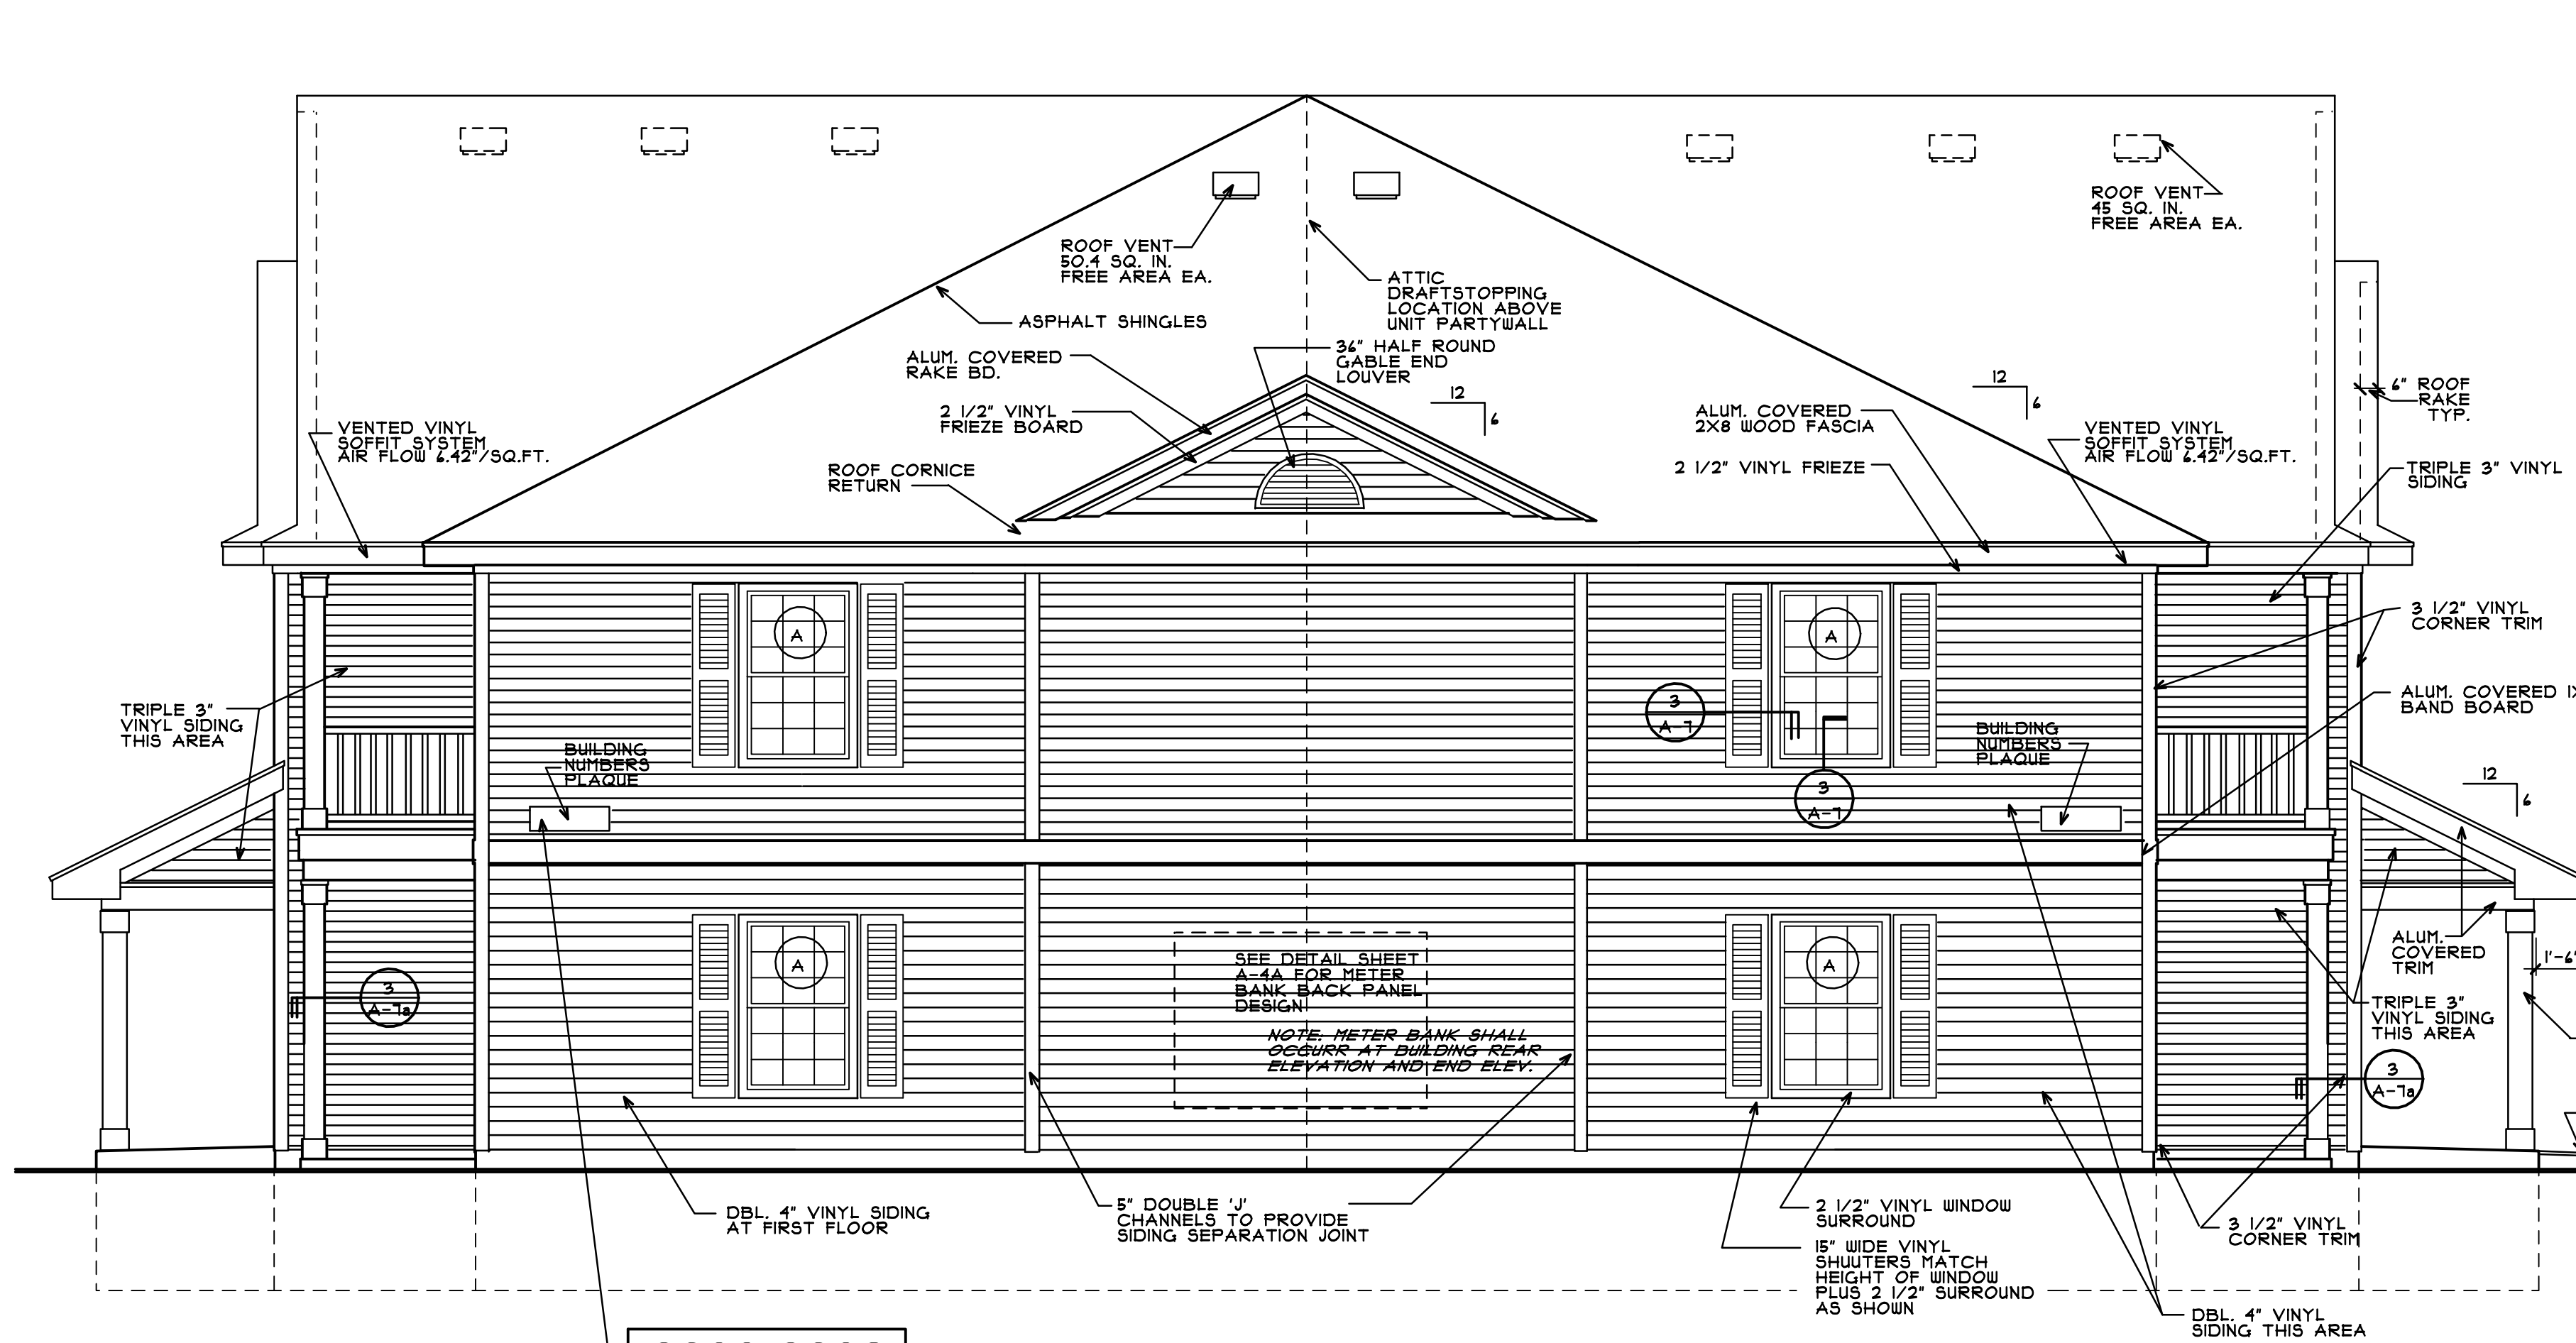 ROOF VENT
45 SQ. IN.
FREE AREA EA.
ROOF VENT
50.4 SQ. IN.
FREE AREA EA.
ATTIC
DRAFTSTOPPING
LOCATION ABOVE
UNIT PARTYWALL
ASPHALT SHINGLES
36" HALF ROUND
GABLE END
LOUVER
ALUM. COVERED
RAKE BD.
12
6
12
6
6" ROOF
RAKE
TYP.
2 1/2" VINYL
FRIEZE BOARD
ALUM. COVERED
2X8 WOOD FASCIA
VENTED VINYL
SOFFIT SYSTEM
AIR FLOW 6.42"/SQ.FT.
VENTED VINYL
SOFFIT SYSTEM
AIR FLOW 6.42"/SQ.FT.
ROOF CORNICE
RETURN
2 1/2" VINYL FRIEZE
TRIPLE 3" VINYL
SIDING
A
A
3 1/2" VINYL
CORNER TRIM
TRIPLE 3"
VINYL SIDING
THIS AREA
3
A-7
ALUM. COVERED 1X
BAND BOARD
BUILDING
NUMBERS
PLAQUE
BUILDING
NUMBERS
PLAQUE
3
A-7
12
6
A
A
SEE DETAIL SHEET
A-4A FOR METER
BANK BACK PANEL
DESIGN
NOTE: METER BANK SHALL
OCCURR AT BUILDING REAR
ELEVATION AND END ELEV.
3
A-7a
ALUM.
COVERED
TRIM
1'-6"
TRIPLE 3"
VINYL SIDING
THIS AREA
3
A-7a
DBL. 4" VINYL SIDING
AT FIRST FLOOR
5" DOUBLE 'J'
CHANNELS TO PROVIDE
SIDING SEPARATION JOINT
2 1/2" VINYL WINDOW
SURROUND
15" WIDE VINYL
SHUUTERS MATCH
HEIGHT OF WINDOW
PLUS 2 1/2" SURROUND
AS SHOWN
3 1/2" VINYL
CORNER TRIM
DBL. 4" VINYL
SIDING THIS AREA